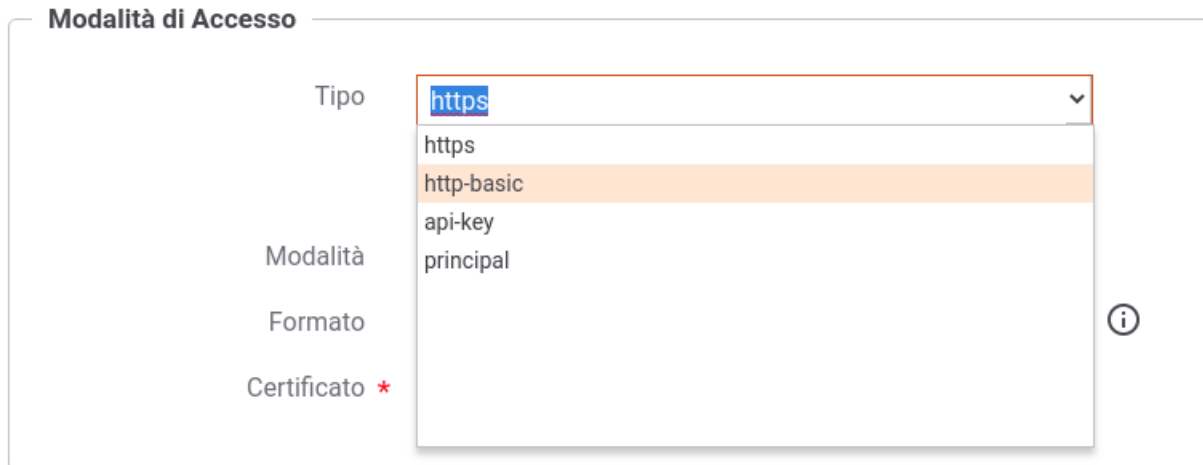 Modalità di Accesso
Tipo
https
https
http-basic
api-key
principal
Modalità
Formato
Certificato *